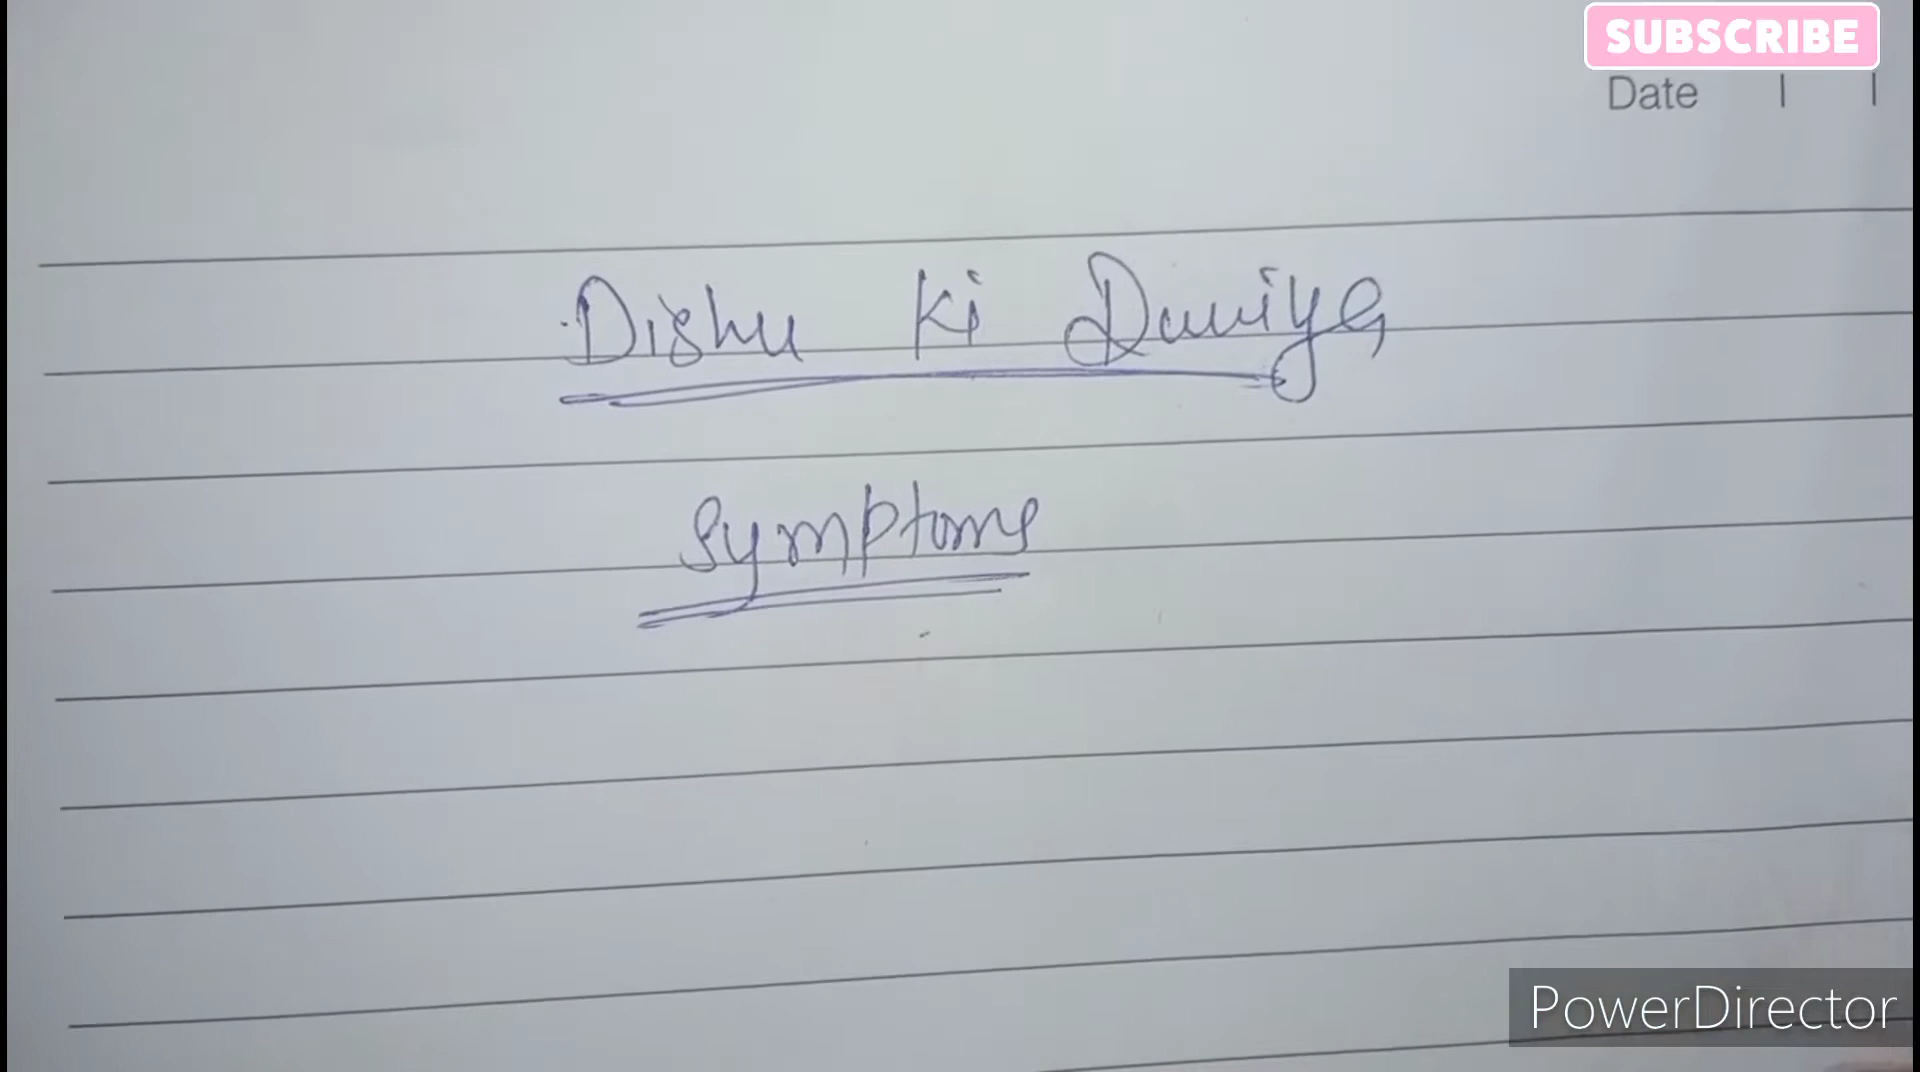 SUBSCRIBE
Date | |
Dishu Ki Duniya
Symptoms
PowerDirector